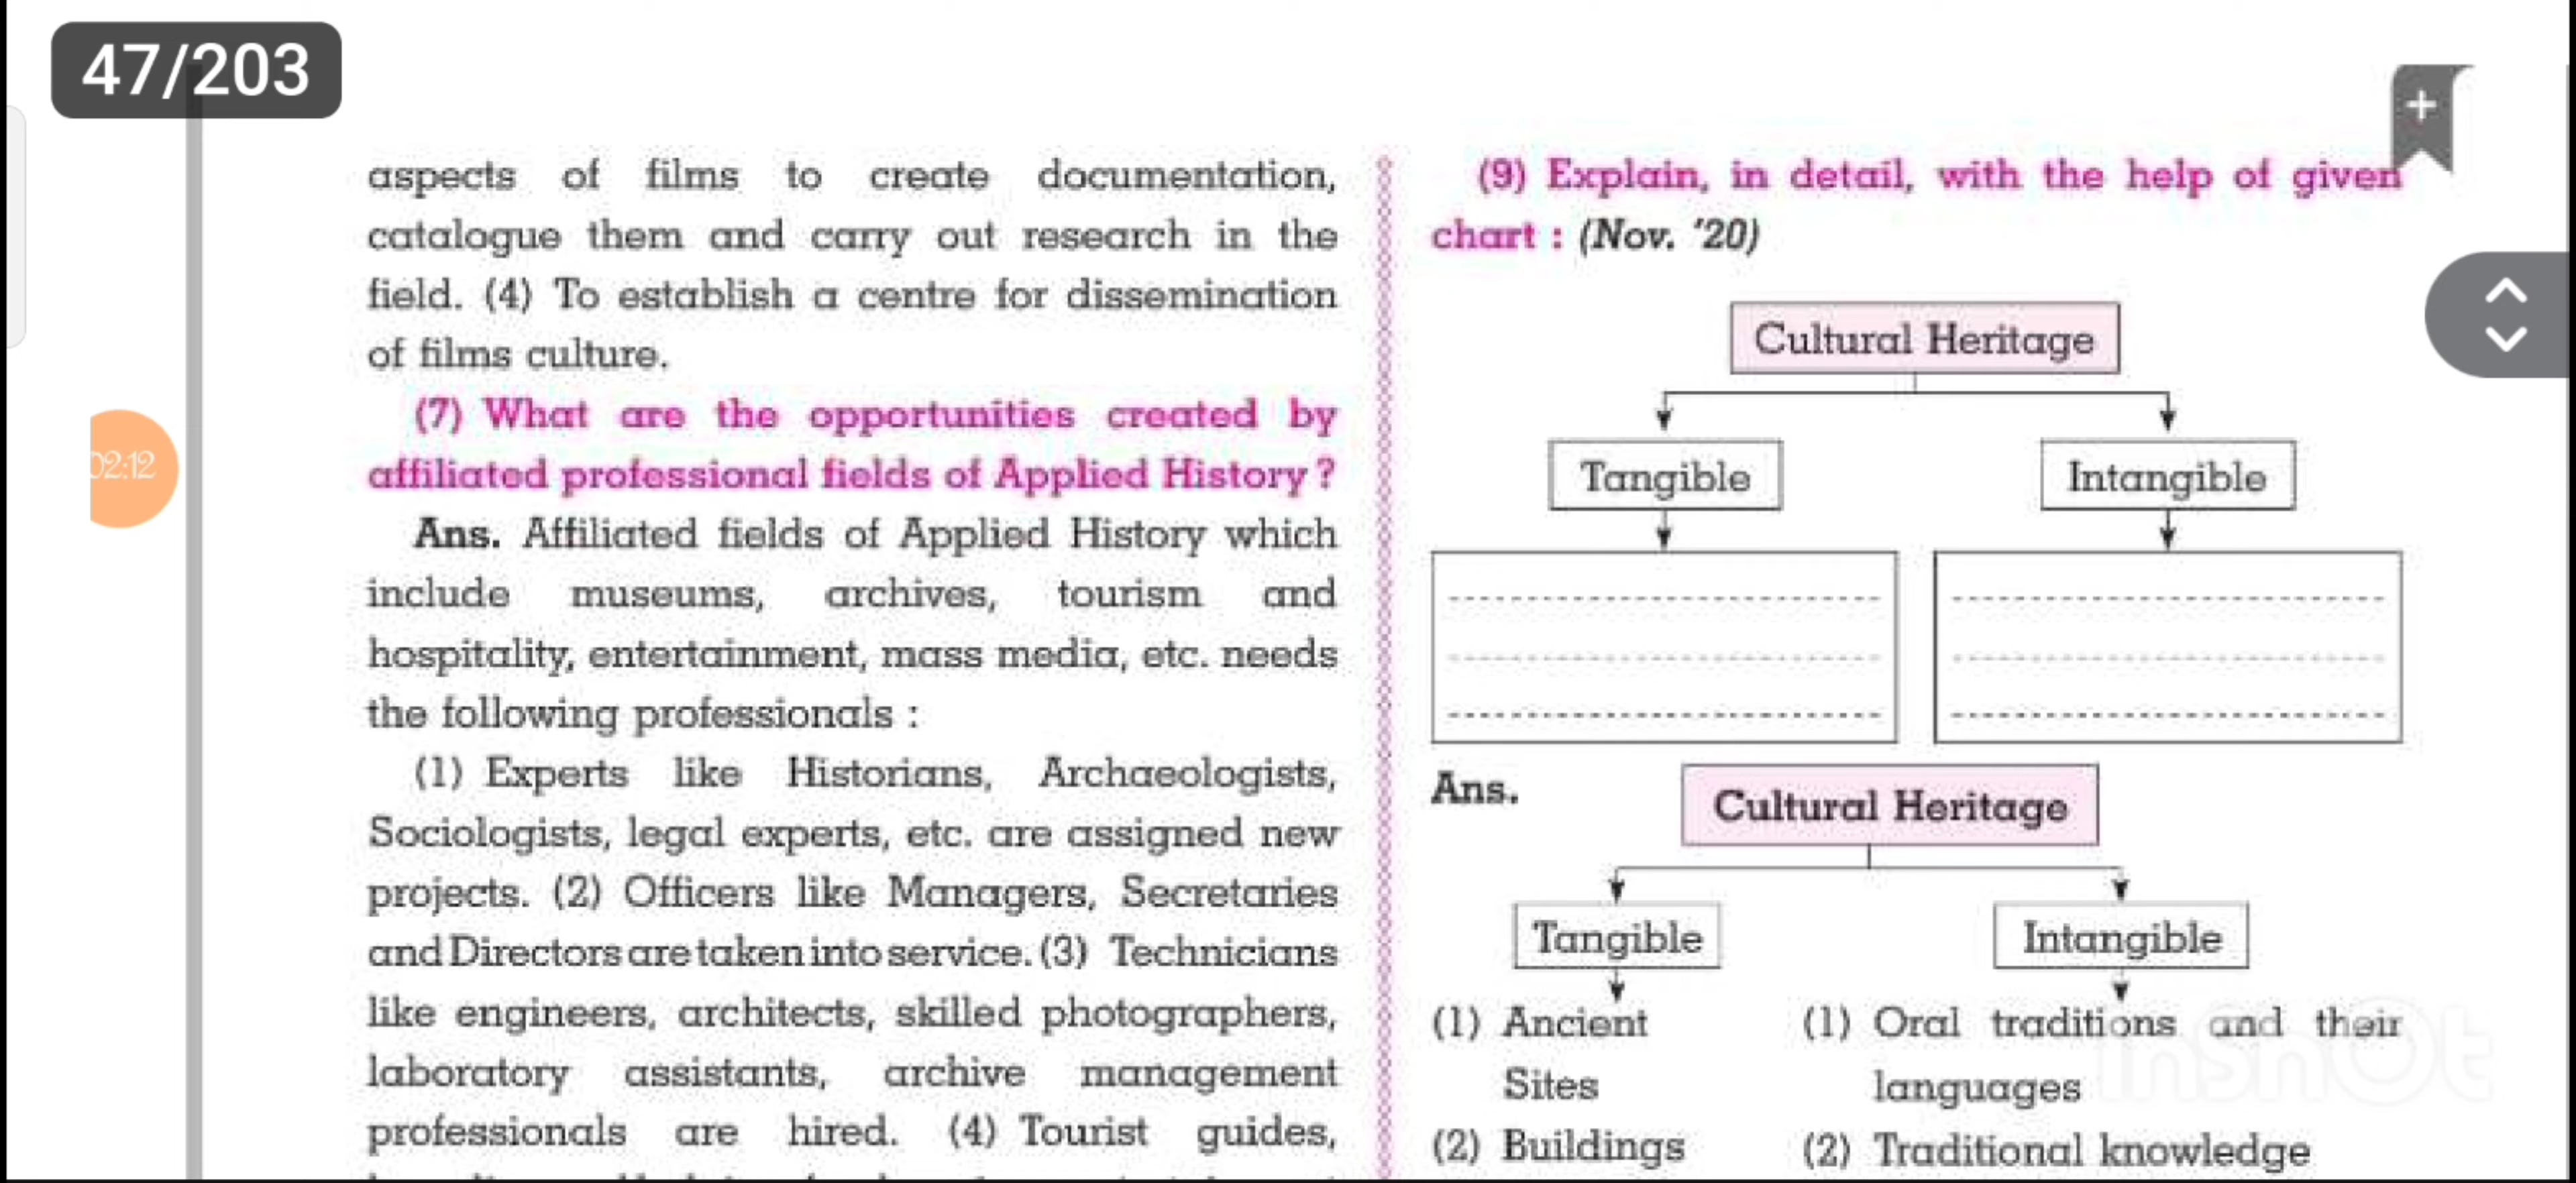 47/203
aspects of films to create documentation,
catalogue them and carry out research in the
field. (4) To establish a centre for dissemination
of films culture.
(7) What are the opportunities created by
affiliated professional fields of Applied History ?
Ans. Affiliated fields of Applied History which
include museums, archives, tourism and
hospitality, entertainment, mass media, etc. needs
the following professionals :
(1) Experts like Historians, Archaeologists,
Sociologists, legal experts, etc. are assigned new
projects. (2) Officers like Managers, Secretaries
and Directors are taken into service. (3) Technicians
like engineers, architects, skilled photographers,
laboratory assistants, archive management
professionals are hired. (4) Tourist guides,
02:12
(9) Explain, in detail, with the help of given
chart : (Nov. '20)
Cultural Heritage
Tangible
Intangible
Ans.
Cultural Heritage
Tangible
Intangible
(1) Ancient
Sites
(2) Buildings
(1) Oral traditions and their
languages
(2) Traditional knowledge
InShOt